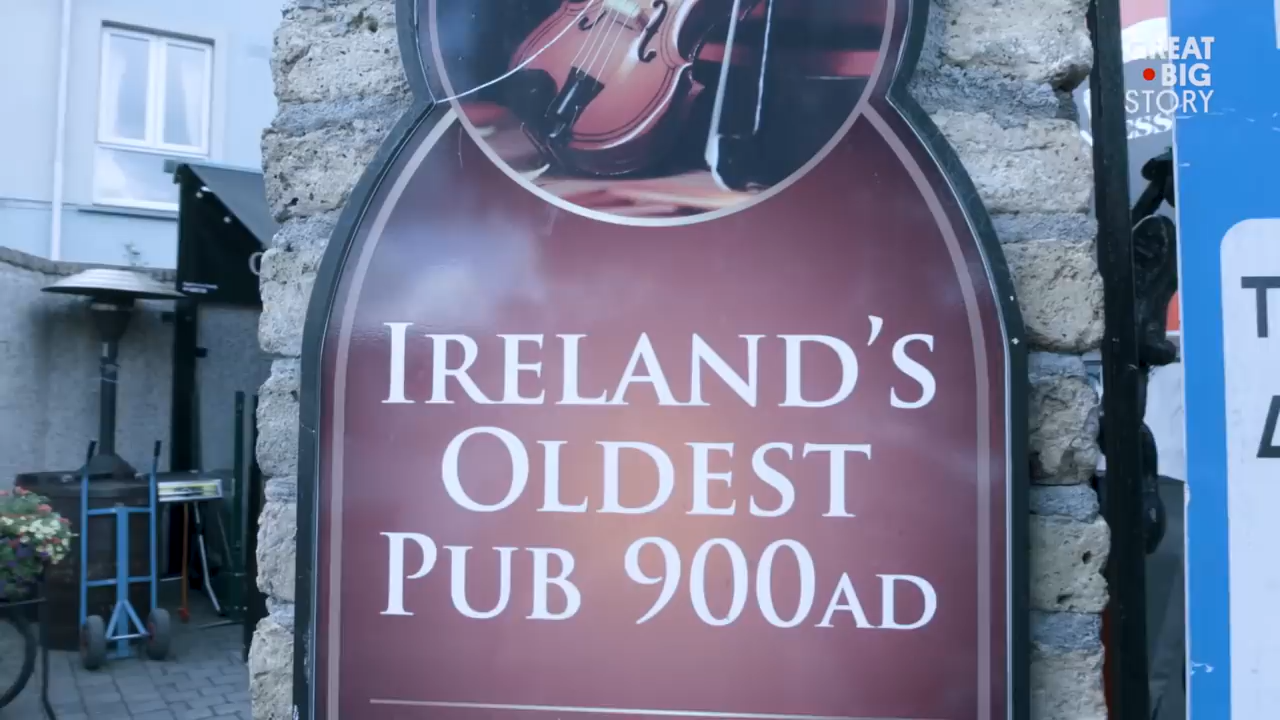 GREAT
BIG
STORY
IRELAND'S
OLDEST
PUB 900AD